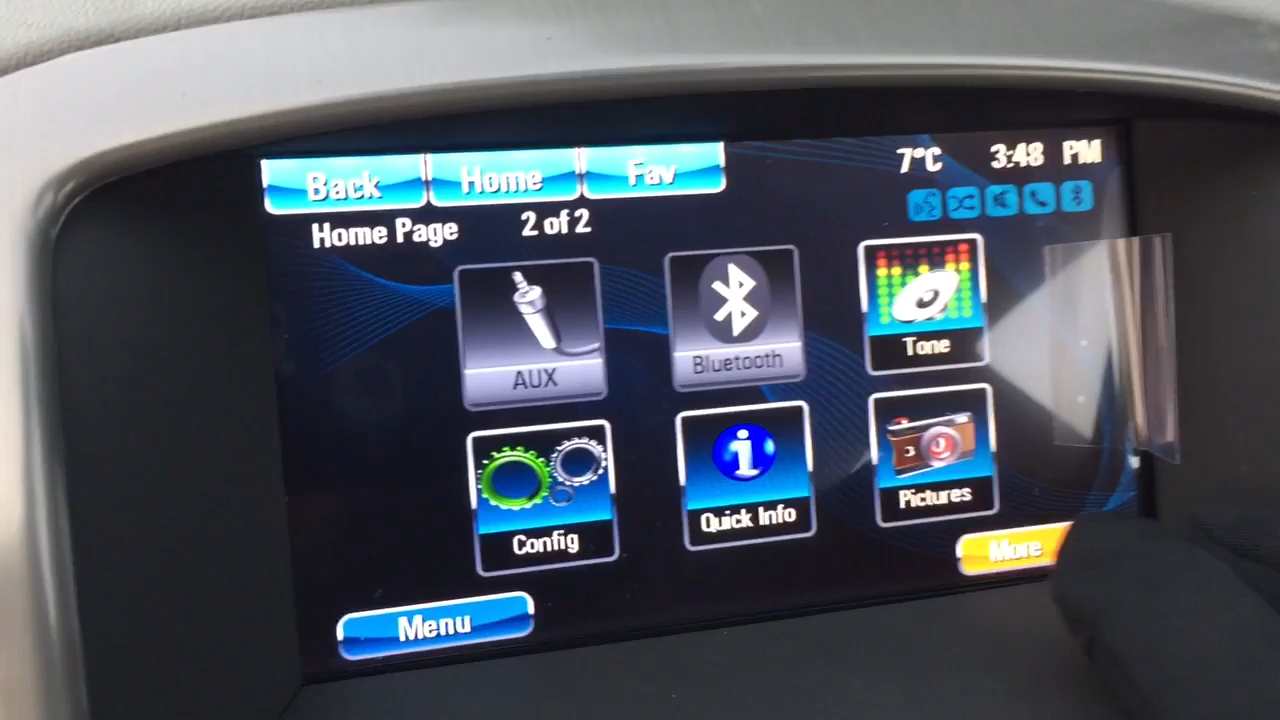 Back Home Fav 7°C 3:48 PM
Home Page 2 of 2
AUX Bluetooth Tone
Config Quick Info Pictures
More
Menu